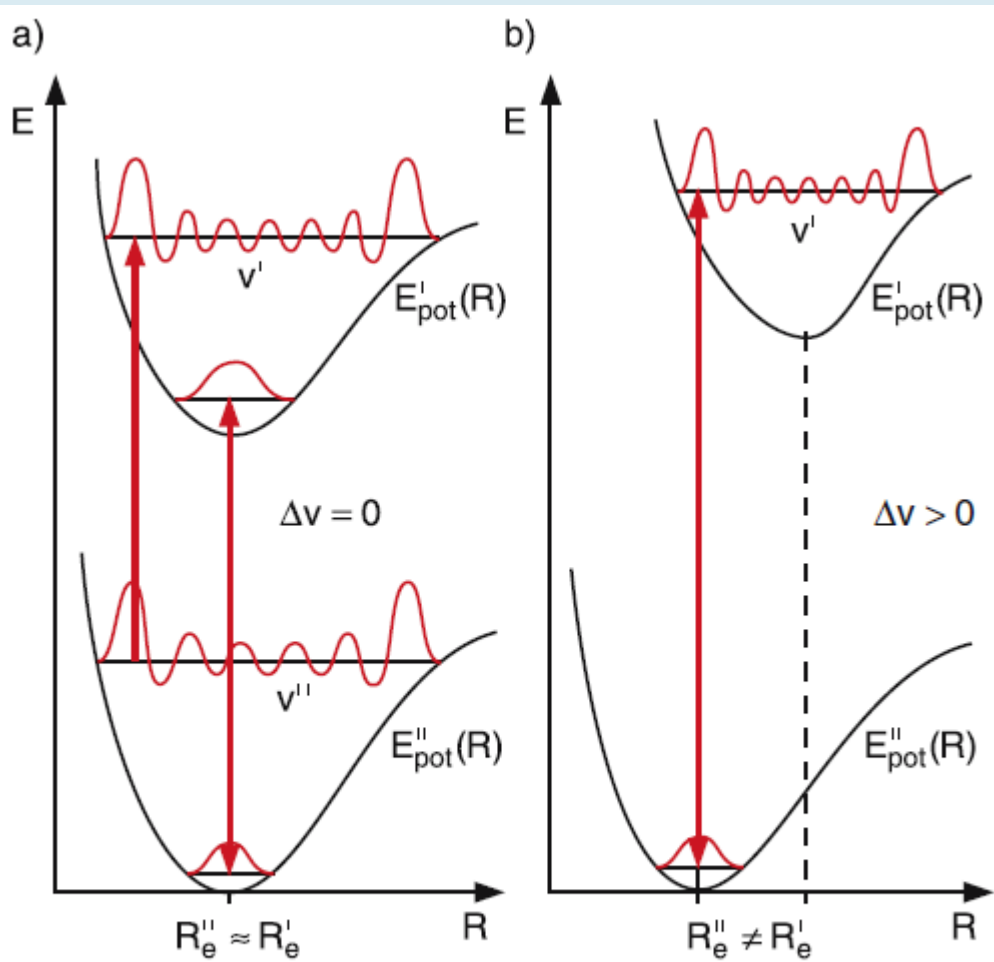 a)
E
v'
E'pot(R)
Δv = 0
v''
E''pot(R)
R
R''e ≈ R'e
b)
E
v'
E'pot(R)
Δv > 0
E''pot(R)
R
R''e ≠ R'e